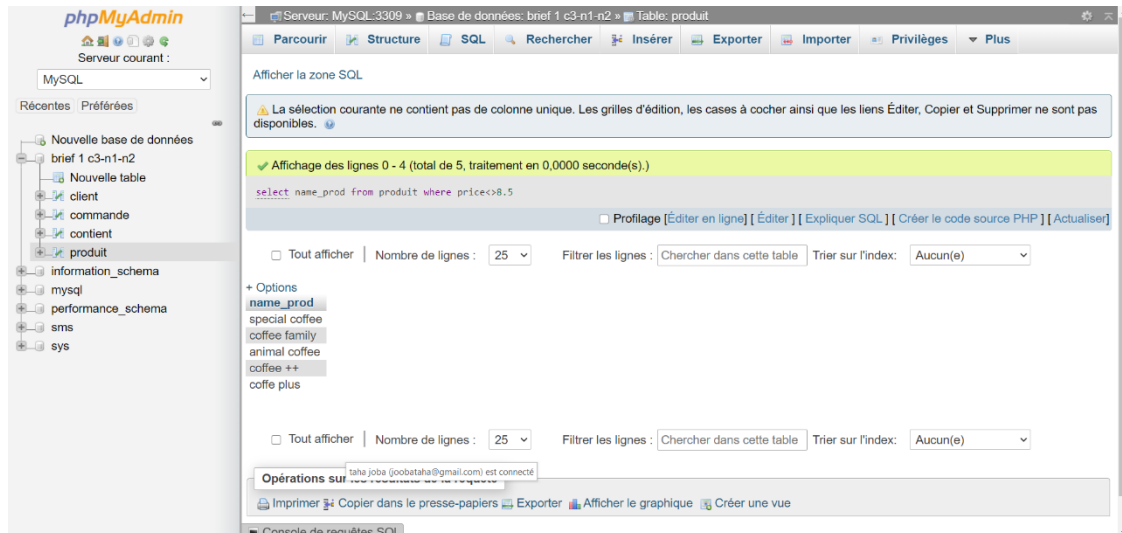 phpMyAdmin
Serveur courant :
MySQL
Récentes Préférées
Nouvelle base de données
brief 1 c3-n1-n2
Nouvelle table
client
commande
contient
produit
information_schema
mysql
performance_schema
sms
sys
Serveur: MySQL:3309 » Base de données: brief 1 c3-n1-n2 » Table: produit
Parcourir Structure SQL Rechercher Insérer Exporter Importer Privilèges Plus
Afficher la zone SQL
La sélection courante ne contient pas de colonne unique. Les grilles d'édition, les cases à cocher ainsi que les liens Éditer, Copier et Supprimer ne sont pas
disponibles.
Affichage des lignes 0 - 4 (total de 5, traitement en 0,0000 seconde(s).)
select name_prod from produit where price<>8.5
Profilage [Éditer en ligne] [ Éditer ] [ Expliquer SQL ] [ Créer le code source PHP ] [ Actualiser]
Tout afficher Nombre de lignes : 25 Filtrer les lignes : Chercher dans cette table Trier sur l'index: Aucun(e)
+ Options
name_prod
special coffee
coffee family
animal coffee
coffee ++
coffe plus
Tout afficher Nombre de lignes : 25 Filtrer les lignes : Chercher dans cette table Trier sur l'index: Aucun(e)
taha joba (joobataha@gmail.com) est connecté
Opérations sur les résultats de la requête
Imprimer Copier dans le presse-papiers Exporter Afficher le graphique Créer une vue
Console de requêtes SQL